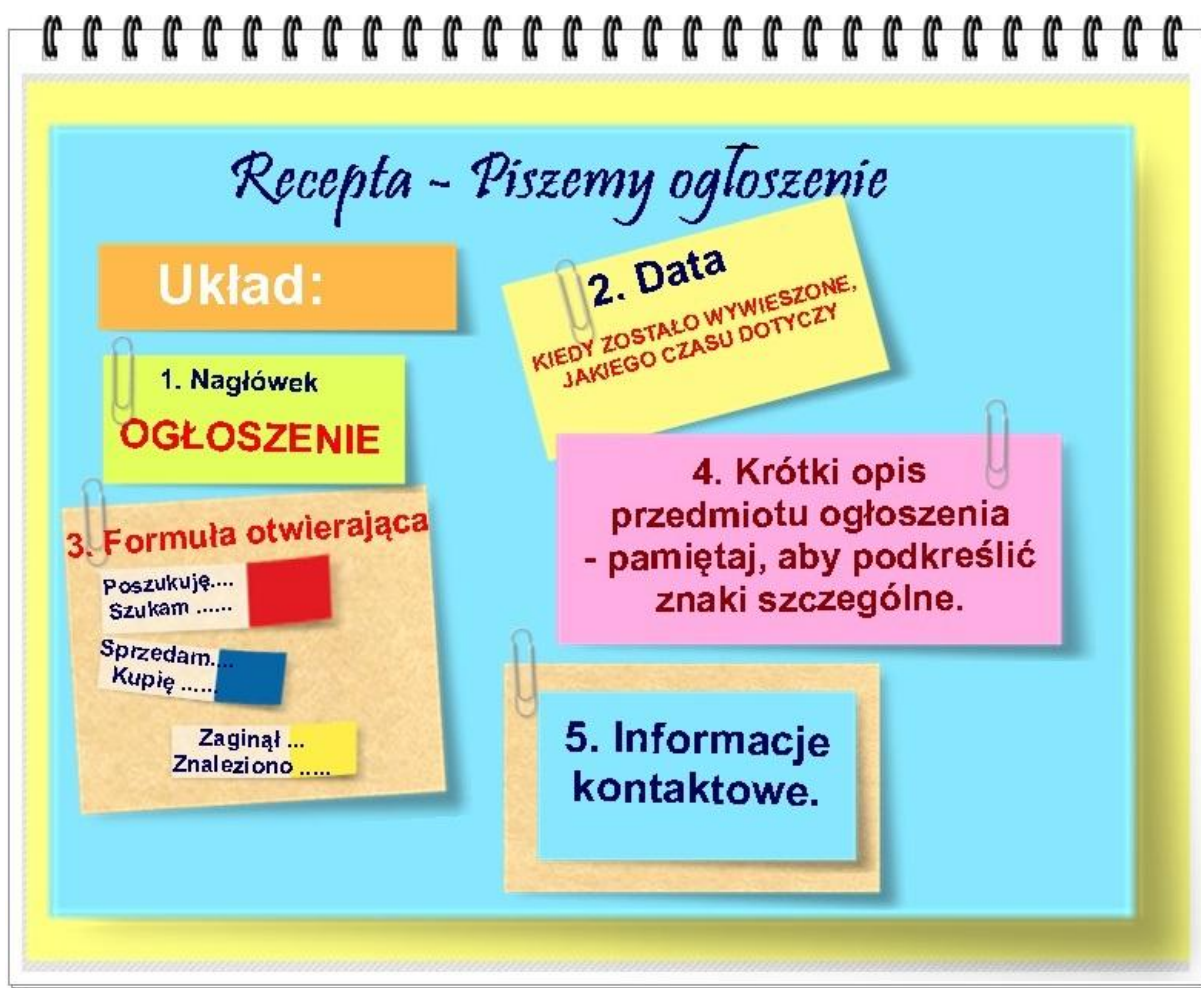 Recepta - Piszemy ogłoszenie
Układ:
1. Nagłówek
OGŁOSZENIE
2. Data
KIEDY ZOSTAŁO WYWIESZONE,
JAKIEGO CZASU DOTYCZY
3. Formuła otwierająca
Poszukuję....
Szukam ......
Sprzedam....
Kupię ......
Zaginął ...
Znaleziono .....
4. Krótki opis
przedmiotu ogłoszenia
- pamiętaj, aby podkreślić
znaki szczególne.
5. Informacje
kontaktowe.